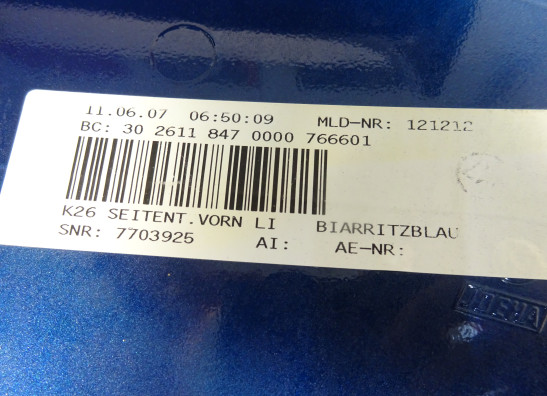 11.06.07 06:50:09 MLD-NR: 121212
BC: 30 2611 847 0000 766601
K26 SEITENT.VORN LI BIARRITZBLAU
SNR: 7703925 AI: AE-NR: